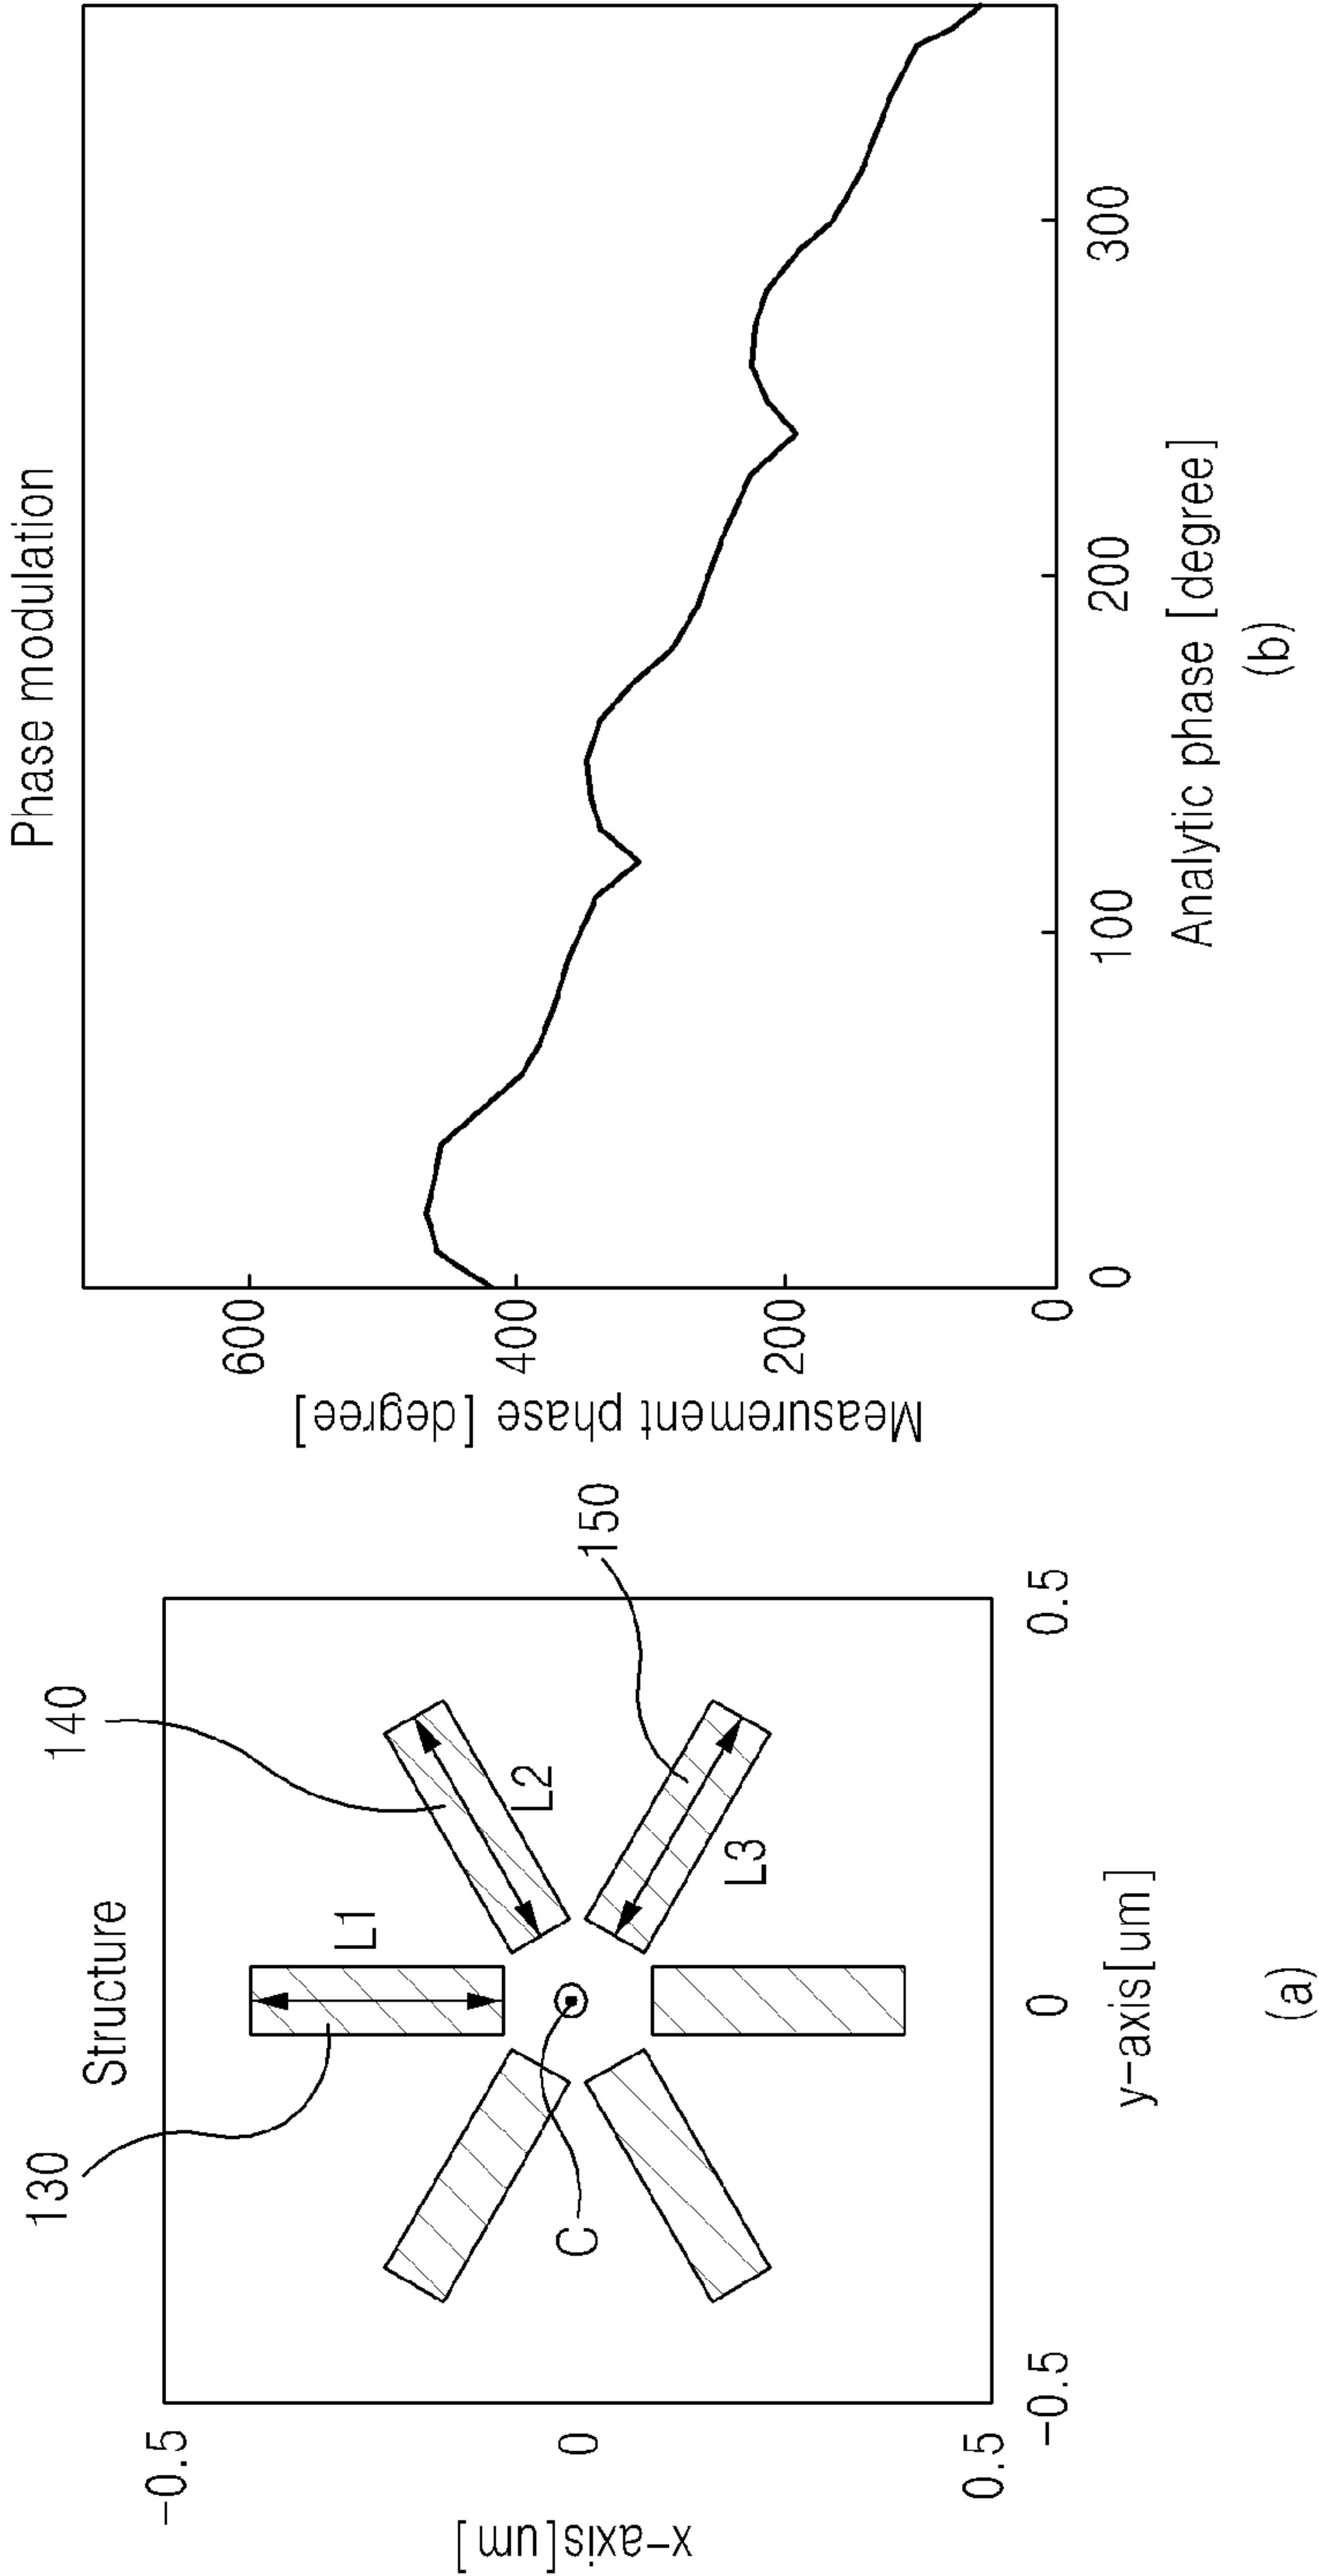 Structure
130
140
L1
L2
150
C
L3
x-axis[um]
-0.5
0
0.5
-0.5
0
0.5
y-axis[um]
(a)
Phase modulation
Measurement phase [degree]
600
400
200
0
0
100
200
300
Analytic phase [degree]
(b)